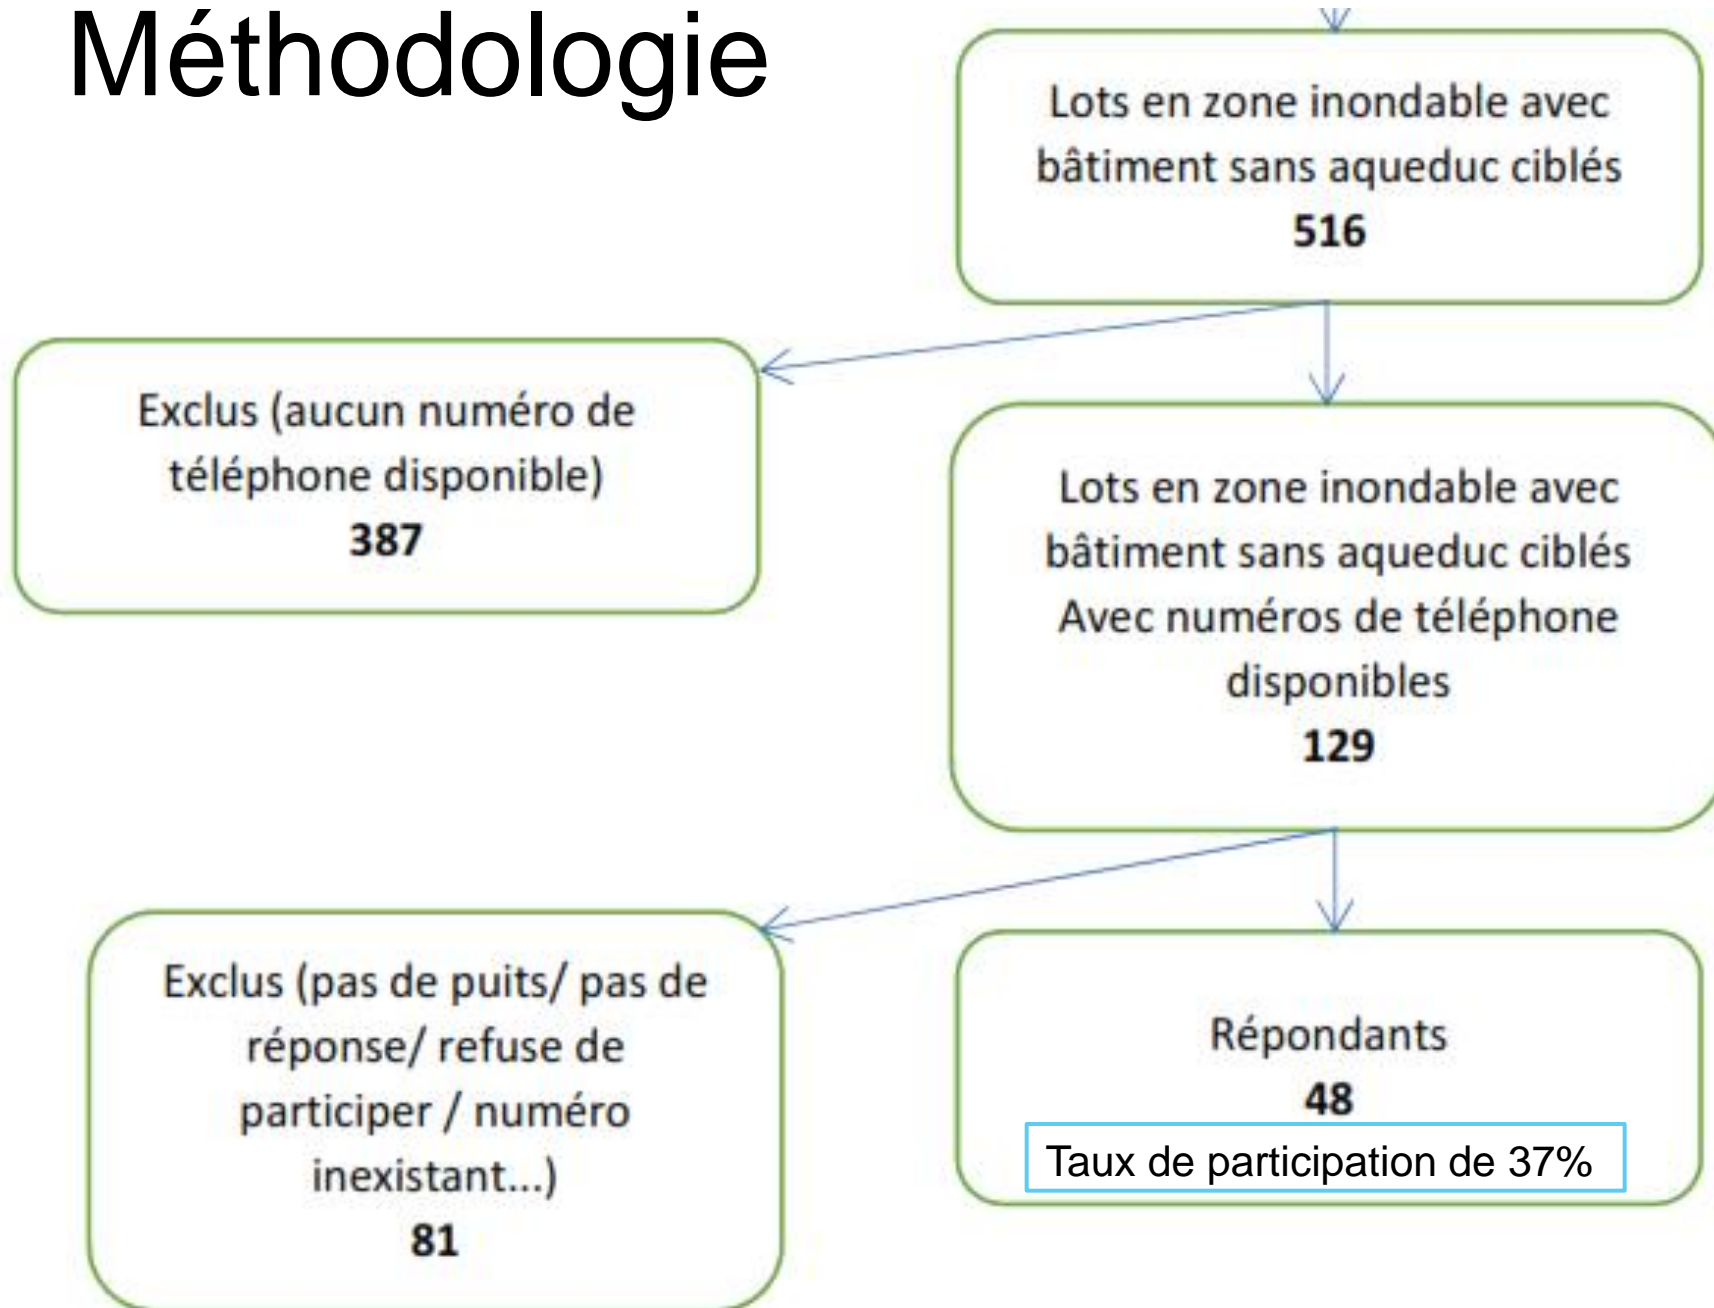 Méthodologie
Lots en zone inondable avec
bâtiment sans aqueduc ciblés
516
Exclus (aucun numéro de
téléphone disponible)
387
Lots en zone inondable avec
bâtiment sans aqueduc ciblés
Avec numéros de téléphone
disponibles
129
Exclus (pas de puits/ pas de
réponse/ refuse de
participer / numéro
inexistant...)
81
Répondants
48
Taux de participation de 37%